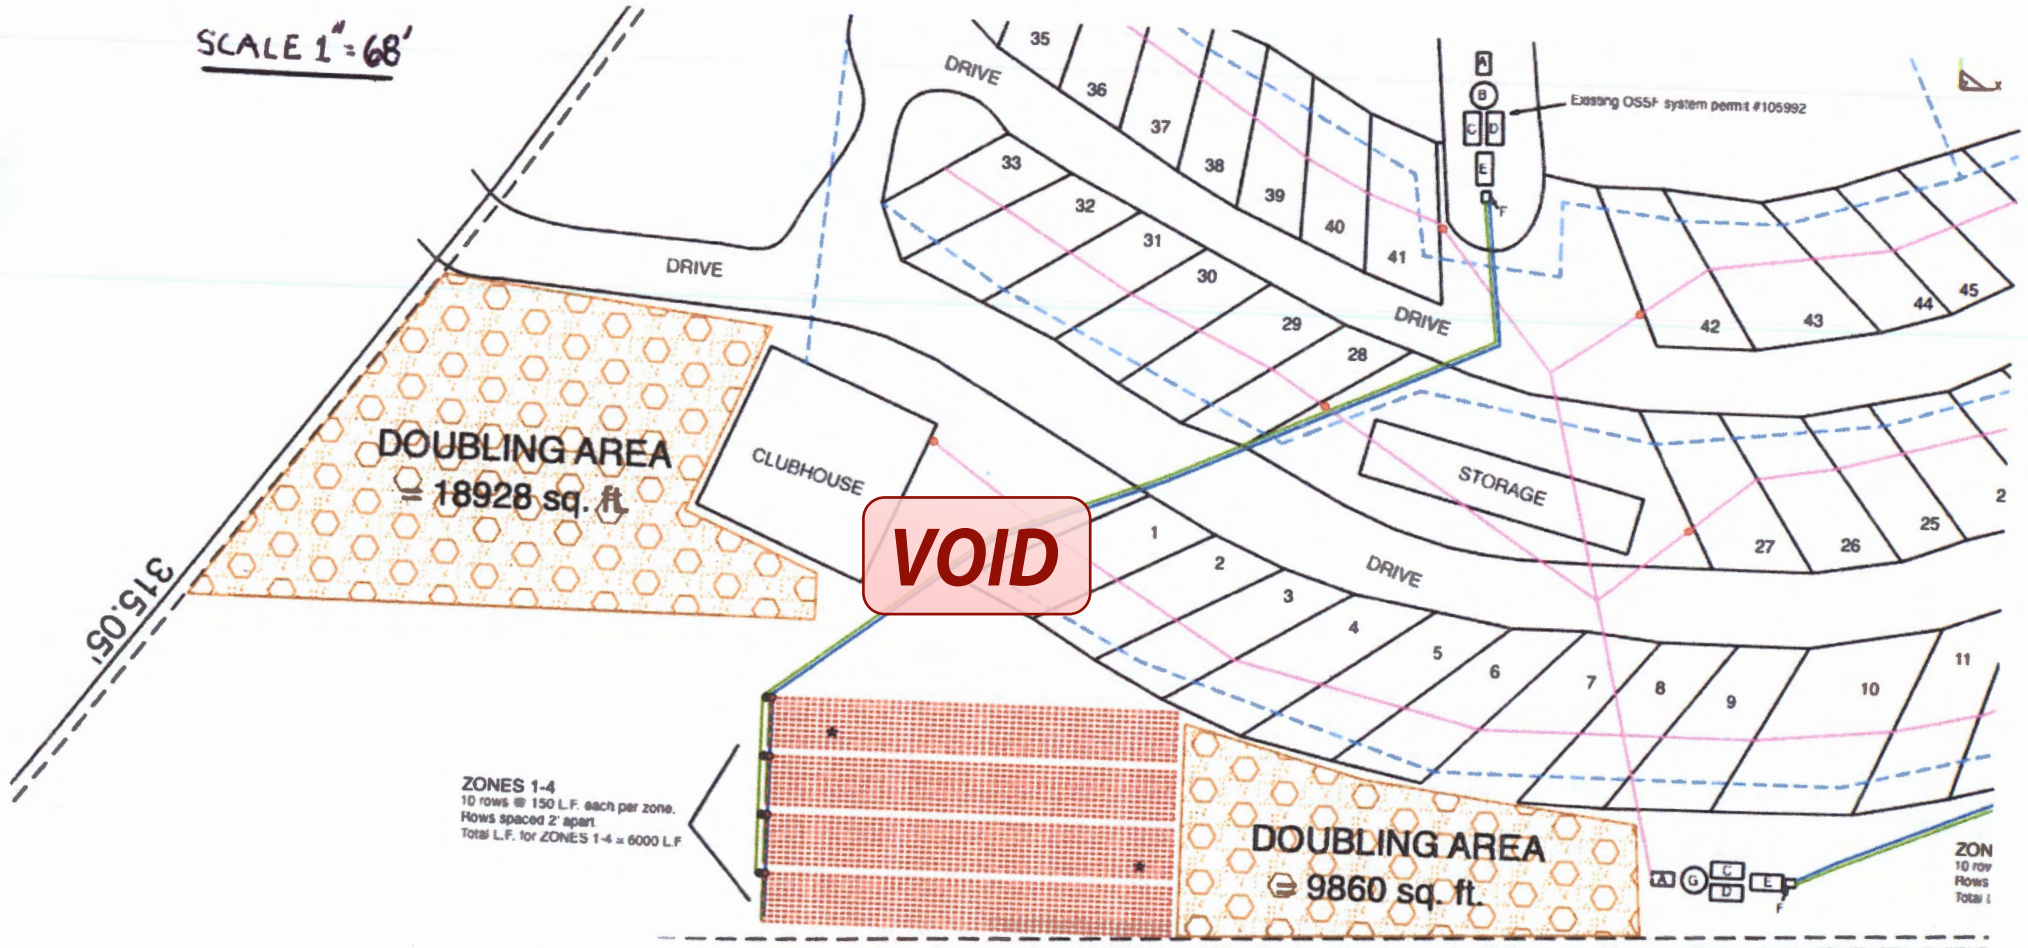 SCALE 1"=68'
35
36
37
38
39
40
41
DRIVE
A
B
C D
E
F
Existing OSSF system permit #105992
33
32
31
30
29
28
DRIVE
DRIVE
42
43
44
45
DOUBLING AREA
= 18928 sq. ft.
CLUBHOUSE
STORAGE
27
26
25
2
315.05'
VOID
DRIVE
1
2
3
4
5
6
7
8
9
10
11
ZONES 1-4
10 rows @ 150 L.F. each per zone.
Rows spaced 2' apart.
Total L.F. for ZONES 1-4 = 6000 L.F
*
*
DOUBLING AREA
= 9860 sq. ft.
A G C D E
F
ZON
10 row
Rows
Total